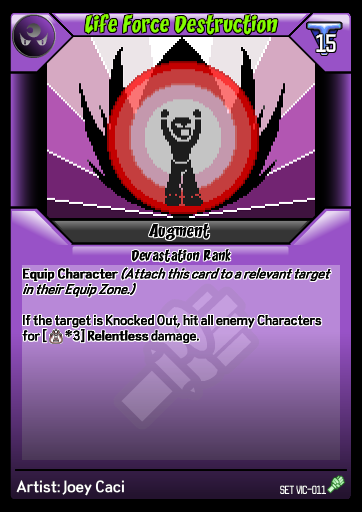 Life Force Destruction
15
Augment
Devastation Rank
Equip Character (Attach this card to a relevant target
in their Equip Zone.)
If the target is Knocked Out, hit all enemy Characters
for [ *3] Relentless damage.
Artist: Joey Caci
SET VIC-011